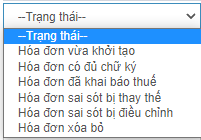 --Trạng thái--
--Trạng thái--
Hóa đơn vừa khởi tạo
Hóa đơn có đủ chữ ký
Hóa đơn đã khai báo thuế
Hóa đơn sai sót bị thay thế
Hóa đơn sai sót bị điều chỉnh
Hóa đơn xóa bỏ